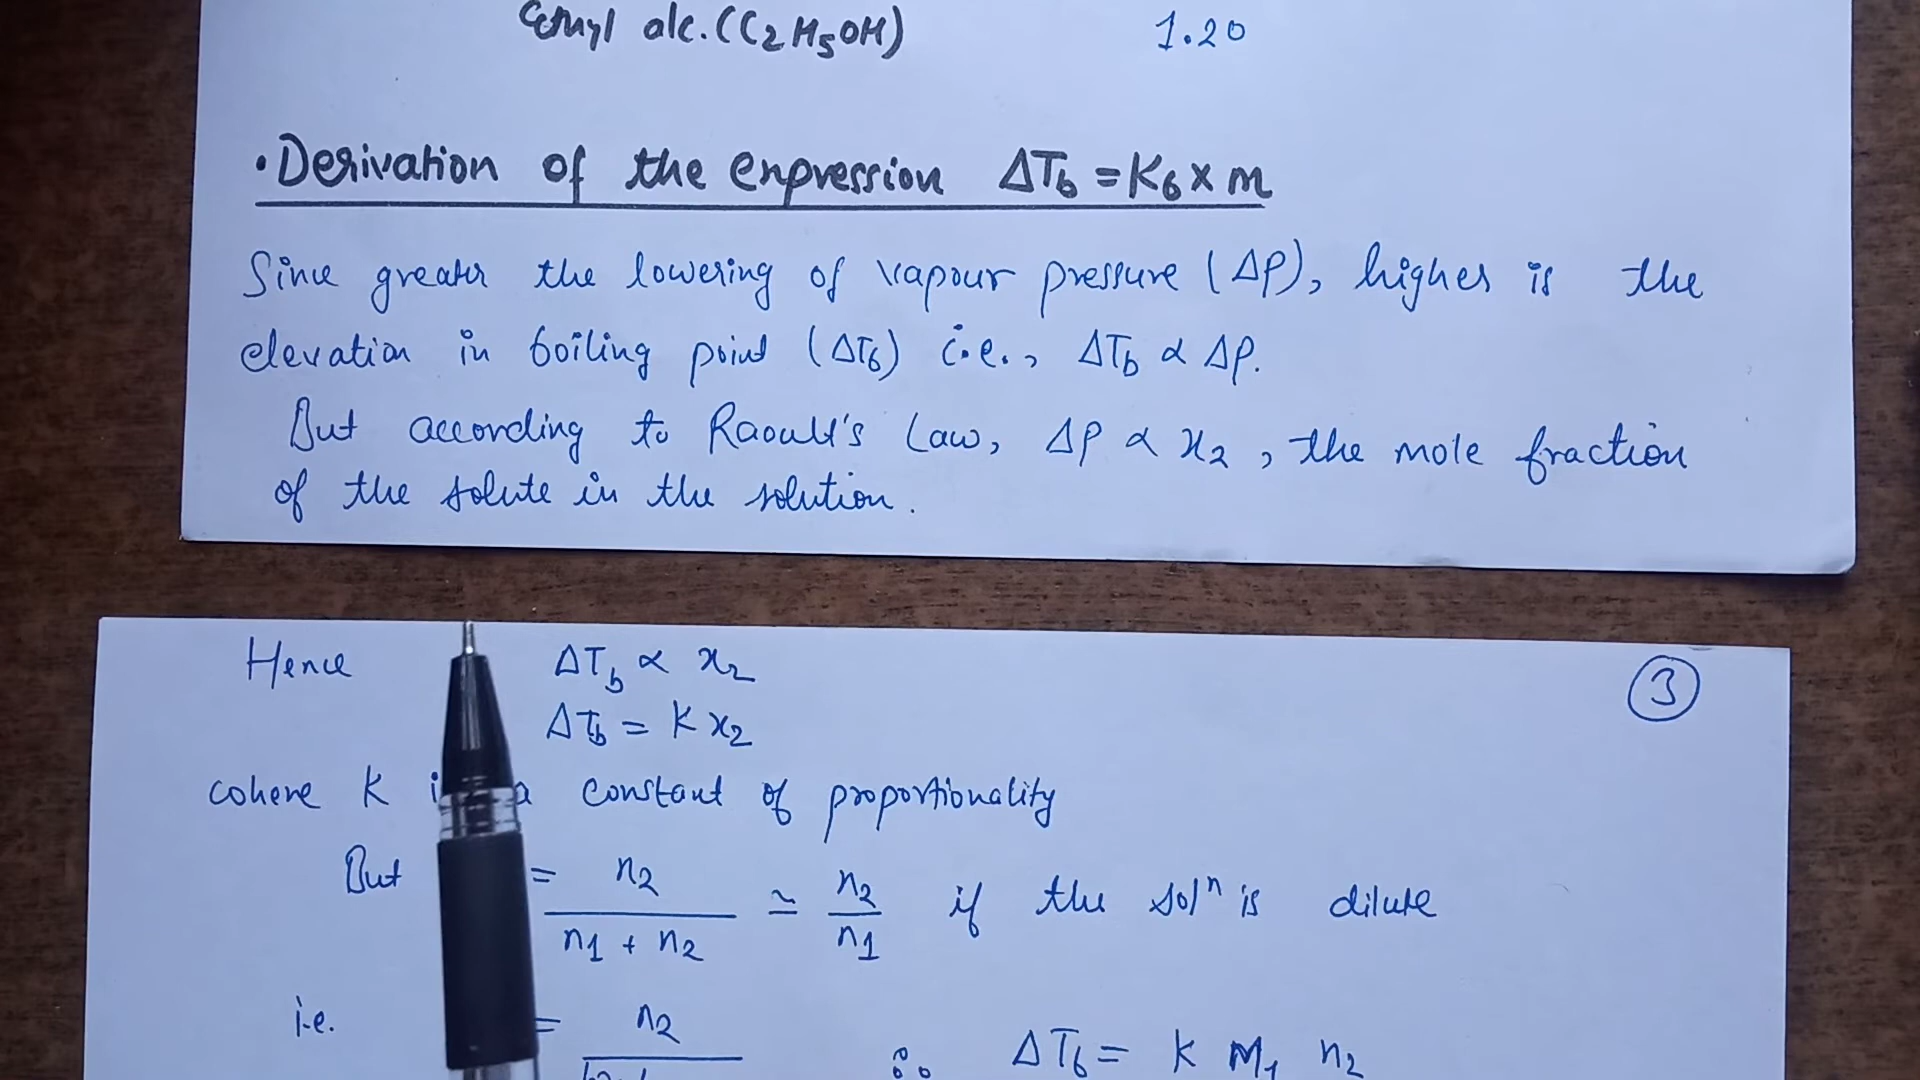 Ethyl alc. (C2H5OH) 1.20
• Derivation of the expression ΔTb = Kb x m
Since greater the lowering of vapour pressure (ΔP), higher is the
elevation in boiling point (ΔTb) i.e., ΔTb ∝ ΔP.
But according to Raoult's Law, ΔP ∝ x2, the mole fraction
of the solute in the solution.
Hence ΔTb ∝ x2
3
ΔTb = K x2
where K a constant of proportionality
But = n2 / (n1 + n2) ≃ n2 / n1 if the solⁿ is dilute
i.e. = n2 ∴ ΔTb = K M1 n2